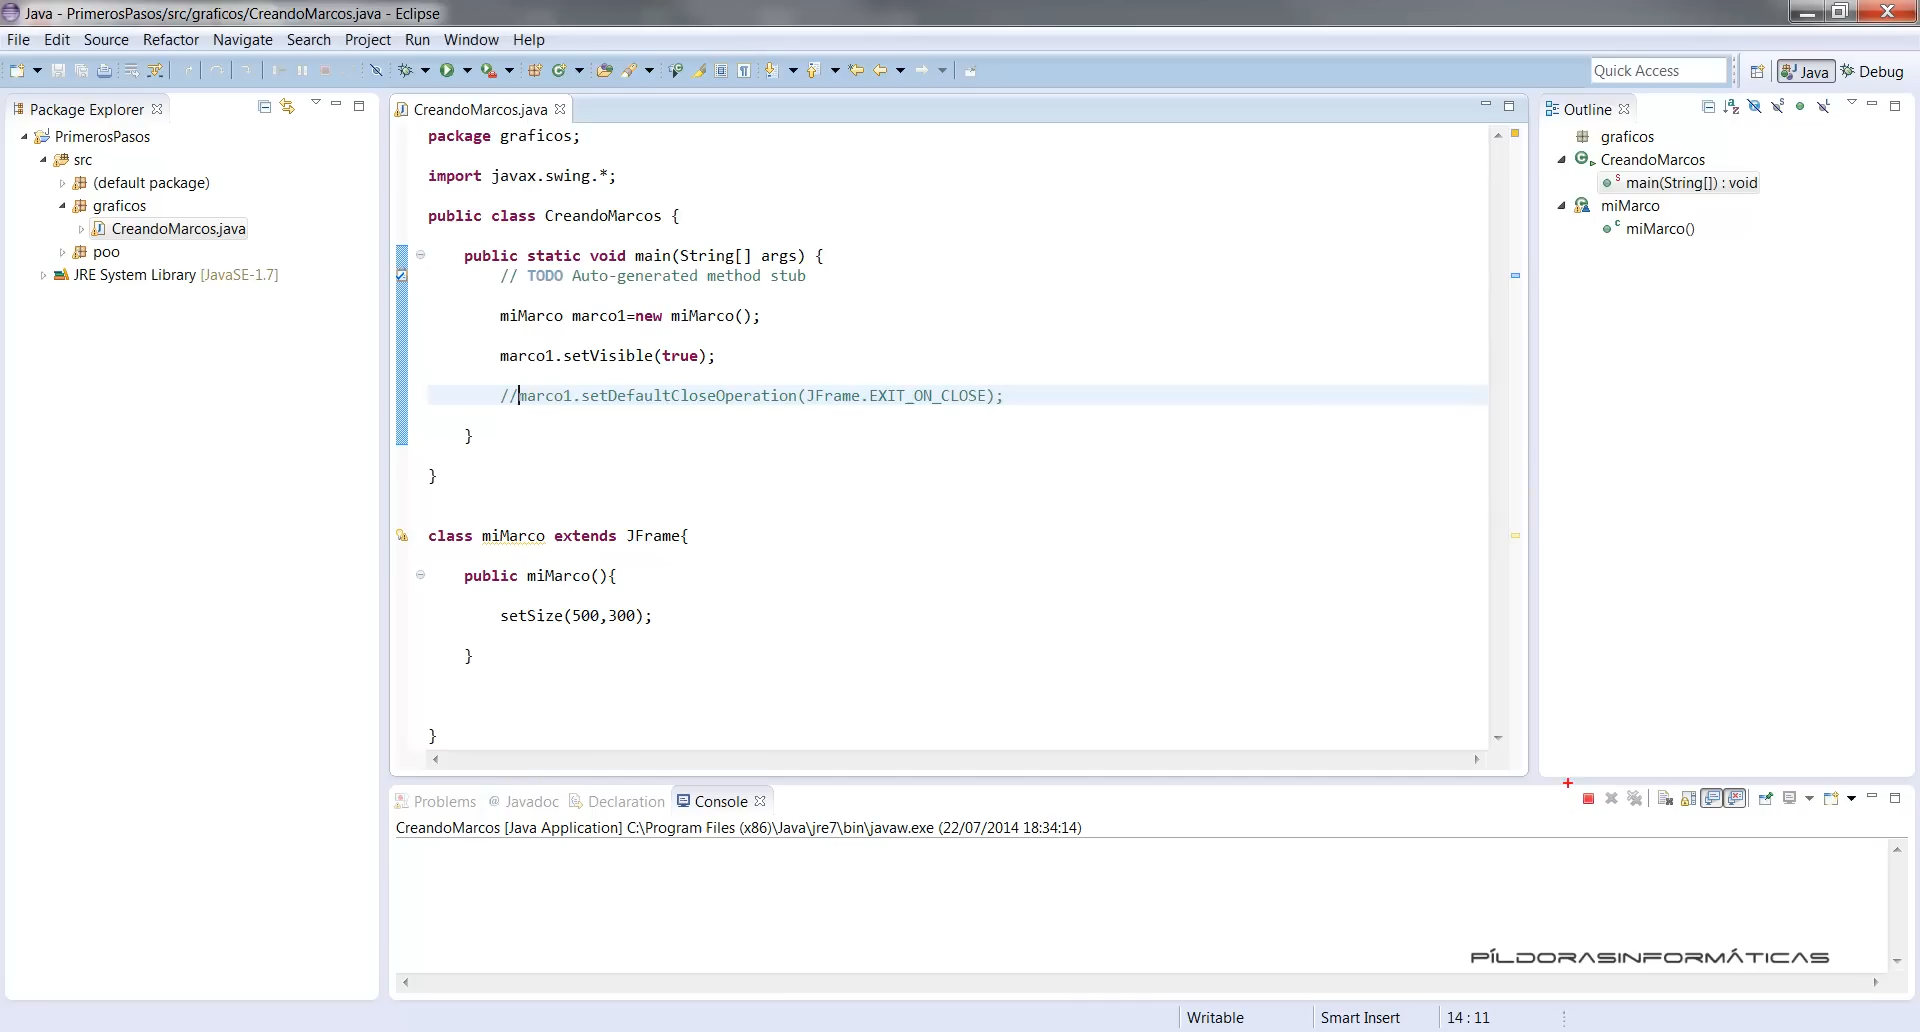 Java - PrimerosPasos/src/graficos/CreandoMarcos.java - Eclipse
File Edit Source Refactor Navigate Search Project Run Window Help
Quick Access Java Debug
Package Explorer
PrimerosPasos
src
(default package)
graficos
CreandoMarcos.java
poo
JRE System Library [JavaSE-1.7]
CreandoMarcos.java
package graficos;
import javax.swing.*;
public class CreandoMarcos {
public static void main(String[] args) {
// TODO Auto-generated method stub
miMarco marco1=new miMarco();
marco1.setVisible(true);
//marco1.setDefaultCloseOperation(JFrame.EXIT_ON_CLOSE);
}
}
class miMarco extends JFrame{
public miMarco(){
setSize(500,300);
}
}
Outline
graficos
CreandoMarcos
main(String[]) : void
miMarco
miMarco()
Problems @ Javadoc Declaration Console
CreandoMarcos [Java Application] C:\Program Files (x86)\Java\jre7\bin\javaw.exe (22/07/2014 18:34:14)
PÍLDORASINFORMÁTICAS
Writable Smart Insert 14 : 11